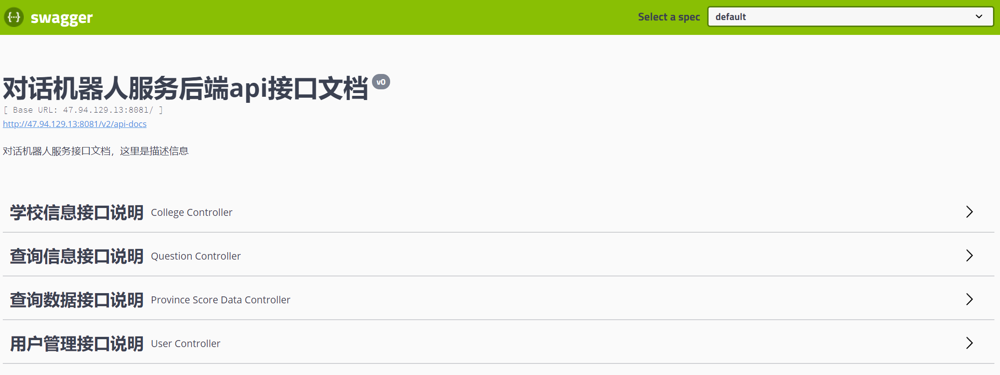 swagger
Select a spec
default
对话机器人服务后端api接口文档 v0
[ Base URL: 47.94.129.13:8081/ ]
http://47.94.129.13:8081/v2/api-docs
对话机器人服务接口文档，这里是描述信息
学校信息接口说明 College Controller
查询信息接口说明 Question Controller
查询数据接口说明 Province Score Data Controller
用户管理接口说明 User Controller